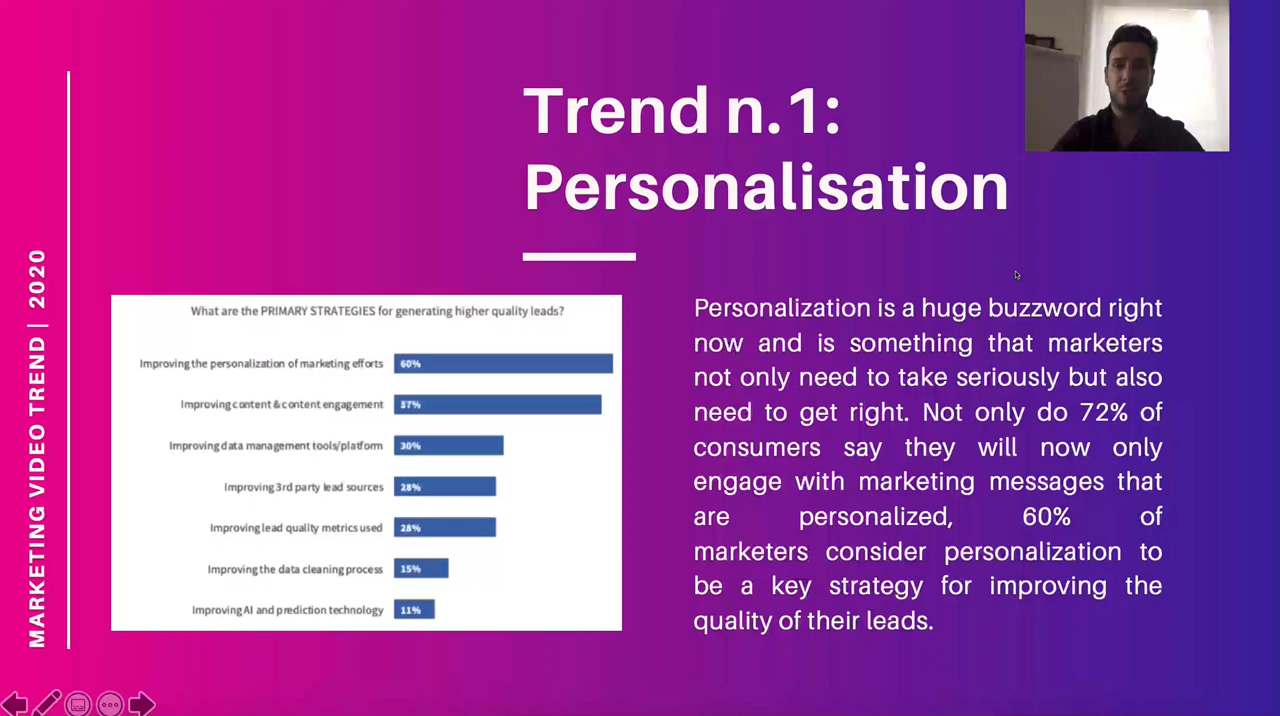 Trend n.1:
Personalisation
MARKETING VIDEO TREND | 2020
What are the PRIMARY STRATEGIES for generating higher quality leads?
Improving the personalization of marketing efforts 60%
Improving content & content engagement 57%
Improving data management tools/platform 30%
Improving 3rd party lead sources 28%
Improving lead quality metrics used 28%
Improving the data cleaning process 15%
Improving AI and prediction technology 11%
Personalization is a huge buzzword right
now and is something that marketers
not only need to take seriously but also
need to get right. Not only do 72% of
consumers say they will now only
engage with marketing messages that
are personalized, 60% of
marketers consider personalization to
be a key strategy for improving the
quality of their leads.